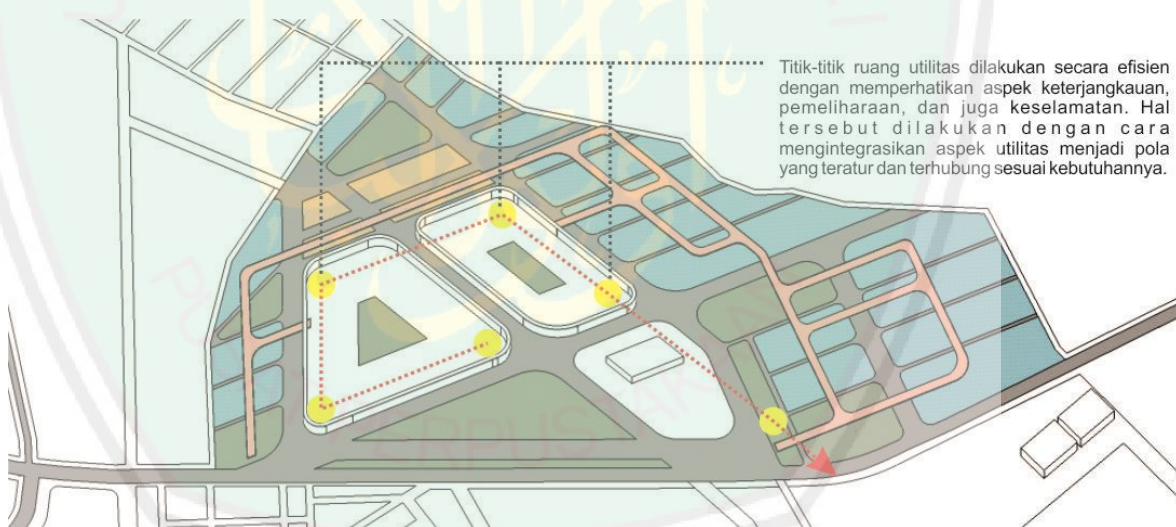 Titik-titik ruang utilitas dilakukan secara efisien
dengan memperhatikan aspek keterjangkauan,
pemeliharaan, dan juga keselamatan. Hal
tersebut dilakukan dengan cara
mengintegrasikan aspek utilitas menjadi pola
yang teratur dan terhubung sesuai kebutuhannya.